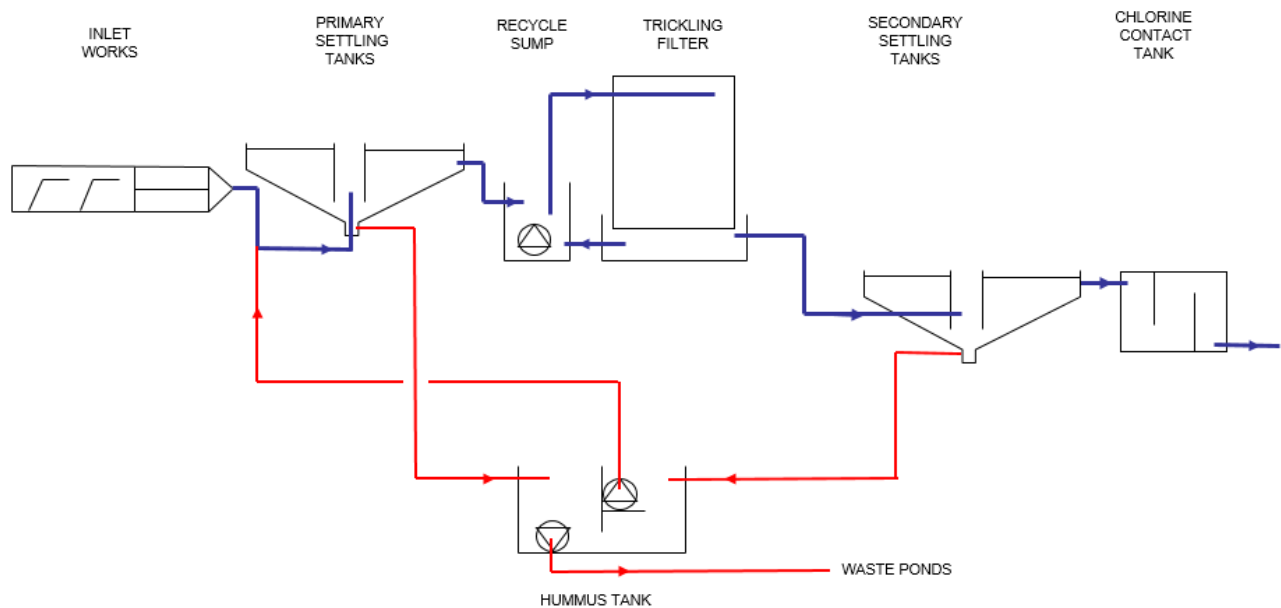 INLET
WORKS
PRIMARY
SETTLING
TANKS
RECYCLE
SUMP
TRICKLING
FILTER
SECONDARY
SETTLING
TANKS
CHLORINE
CONTACT
TANK
WASTE PONDS
HUMMUS TANK